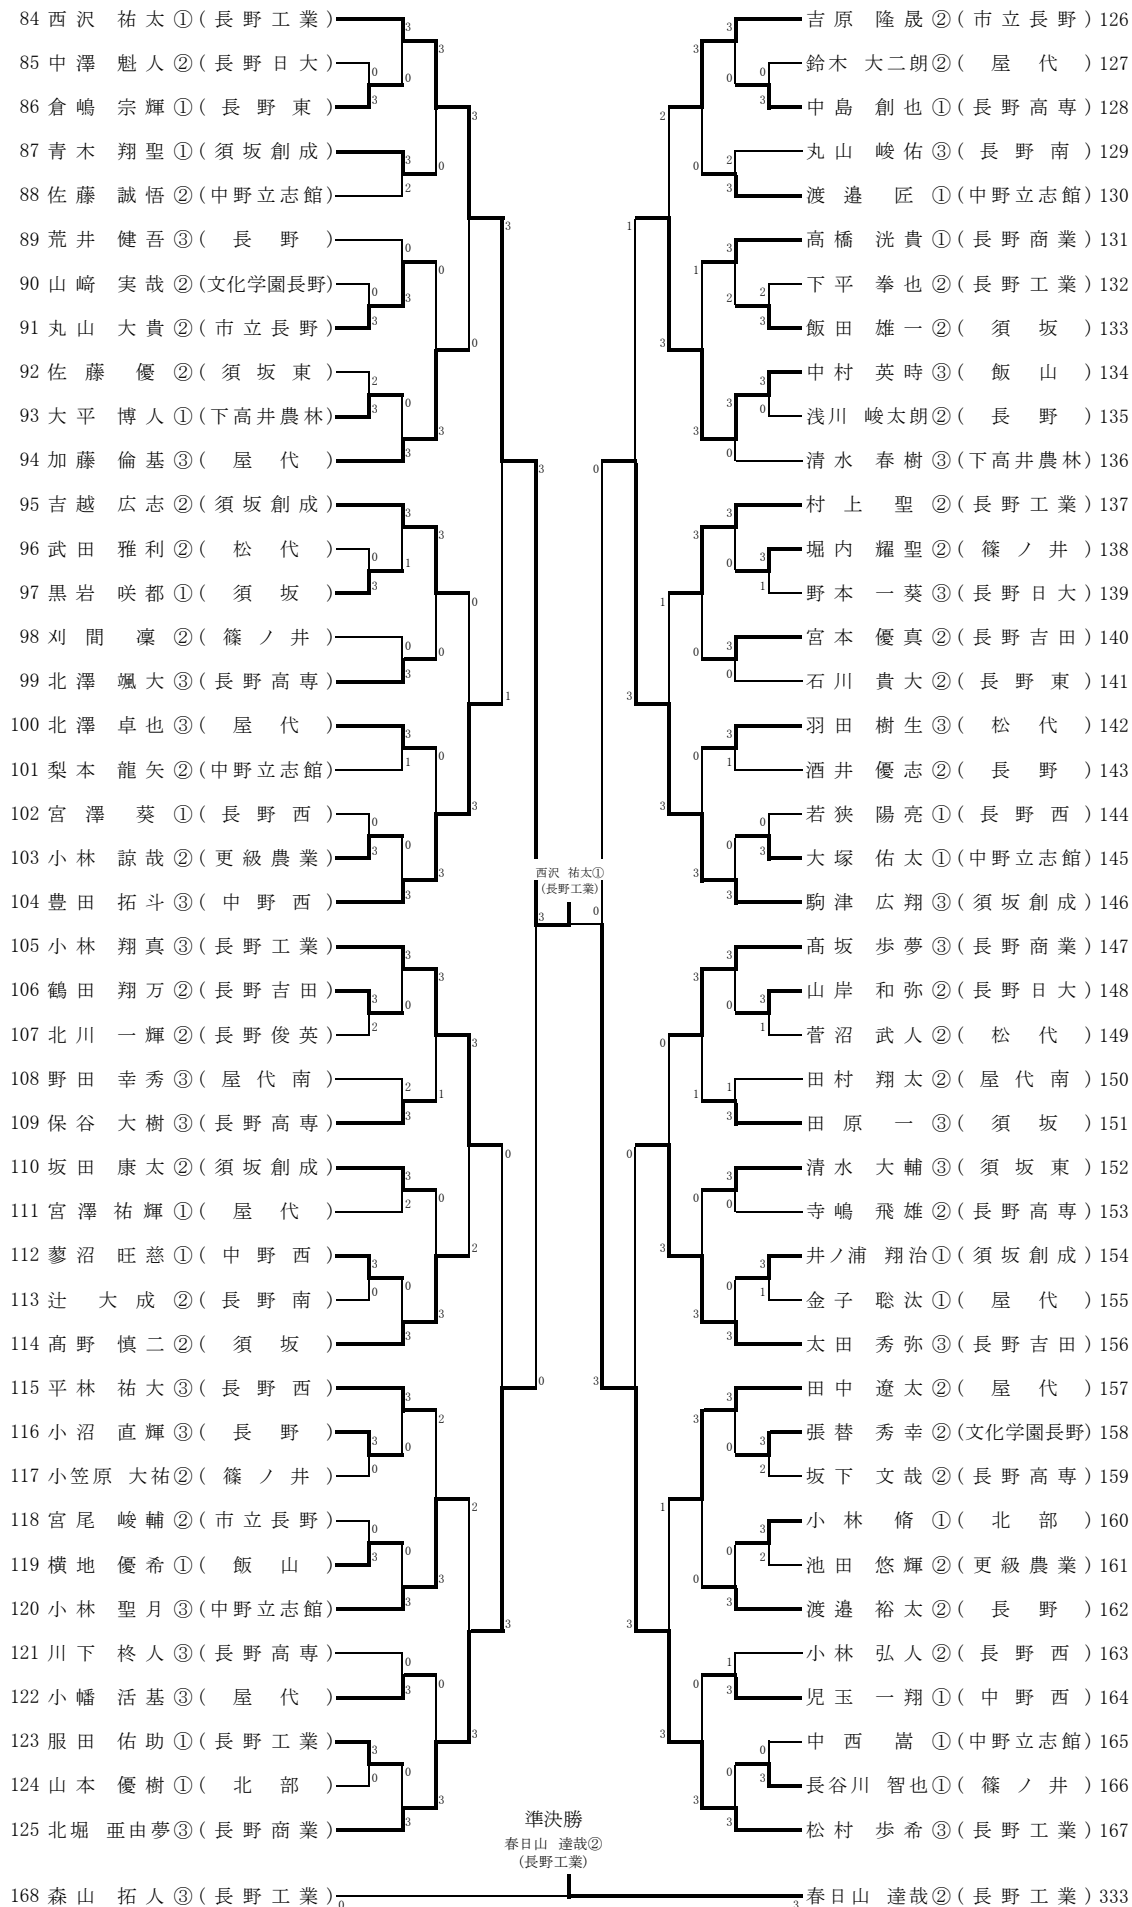 84 西沢 祐太 ①(長野工業)
85 中澤 魁人 ②(長野日大)
86 倉嶋 宗輝 ①(長野東)
87 青木 翔聖 ①(須坂創成)
88 佐藤 誠悟 ②(中野立志館)
89 荒井 健吾 ③(長野)
90 山﨑 実哉 ②(文化学園長野)
91 丸山 大貴 ②(市立長野)
92 佐藤 優 ②(須坂東)
93 大平 博人 ①(下高井農林)
94 加藤 倫基 ③(屋代)
95 吉越 広志 ②(須坂創成)
96 武田 雅利 ②(松代)
97 黒岩 咲都 ①(須坂)
98 刈間 凜 ②(篠ノ井)
99 北澤 颯大 ③(長野高専)
100 北澤 卓也 ③(屋代)
101 梨本 龍矢 ②(中野立志館)
102 宮澤 葵 ①(長野西)
103 小林 諒哉 ②(更級農業)
104 豊田 拓斗 ③(中野西)
105 小林 翔真 ③(長野工業)
106 鶴田 翔万 ②(長野吉田)
107 北川 一輝 ②(長野俊英)
108 野田 幸秀 ③(屋代南)
109 保谷 大樹 ③(長野高専)
110 坂田 康太 ②(須坂創成)
111 宮澤 祐輝 ①(屋代)
112 蓼沼 旺慈 ①(中野西)
113 辻 大成 ②(長野南)
114 髙野 慎二 ②(須坂)
115 平林 祐大 ③(長野西)
116 小沼 直輝 ③(長野)
117 小笠原 大祐 ②(篠ノ井)
118 宮尾 峻輔 ②(市立長野)
119 横地 優希 ①(飯山)
120 小林 聖月 ③(中野立志館)
121 川下 柊人 ③(長野高専)
122 小幡 活基 ③(屋代)
123 服田 佑助 ①(長野工業)
124 山本 優樹 ①(北部)
125 北堀 亜由夢 ③(長野商業)
168 森山 拓人 ③(長野工業)
西沢 祐太①
(長野工業)
3 0
準決勝
春日山 達哉②
(長野工業)
0 3
吉原 隆晟 ②(市立長野) 126
鈴木 大二朗 ②(屋代) 127
中島 創也 ①(長野高専) 128
丸山 峻佑 ③(長野南) 129
渡邉 匠 ①(中野立志館) 130
高橋 洸貴 ①(長野商業) 131
下平 拳也 ②(長野工業) 132
飯田 雄一 ②(須坂) 133
中村 英時 ③(飯山) 134
浅川 峻太朗 ②(長野) 135
清水 春樹 ③(下高井農林) 136
村上 聖 ②(長野工業) 137
堀内 耀聖 ②(篠ノ井) 138
野本 一葵 ③(長野日大) 139
宮本 優真 ②(長野吉田) 140
石川 貴大 ②(長野東) 141
羽田 樹生 ③(松代) 142
酒井 優志 ②(長野) 143
若狭 陽亮 ①(長野西) 144
大塚 佑太 ①(中野立志館) 145
駒津 広翔 ③(須坂創成) 146
髙坂 歩夢 ③(長野商業) 147
山岸 和弥 ②(長野日大) 148
菅沼 武人 ②(松代) 149
田村 翔太 ②(屋代南) 150
田原 一 ③(須坂) 151
清水 大輔 ③(須坂東) 152
寺嶋 飛雄 ②(長野高専) 153
井ノ浦 翔治 ①(須坂創成) 154
金子 聡汰 ①(屋代) 155
太田 秀弥 ③(長野吉田) 156
田中 遼太 ②(屋代) 157
張替 秀幸 ②(文化学園長野) 158
坂下 文哉 ②(長野高専) 159
小林 脩 ①(北部) 160
池田 悠輝 ②(更級農業) 161
渡邉 裕太 ②(長野) 162
小林 弘人 ②(長野西) 163
児玉 一翔 ①(中野西) 164
中西 嵩 ①(中野立志館) 165
長谷川 智也 ①(篠ノ井) 166
松村 歩希 ③(長野工業) 167
春日山 達哉 ②(長野工業) 333